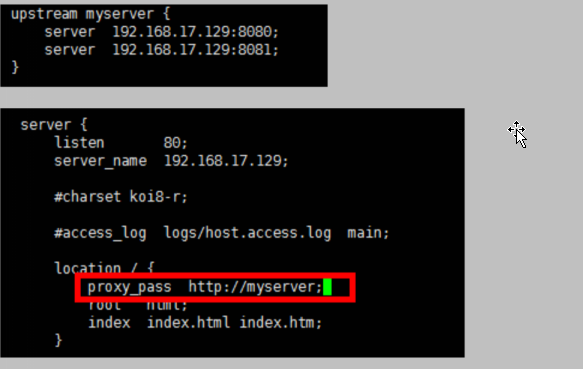 upstream myserver {
server 192.168.17.129:8080;
server 192.168.17.129:8081;
}
server {
listen 80;
server_name 192.168.17.129;
#charset koi8-r;
#access_log logs/host.access.log main;
location / {
proxy_pass http://myserver;
root html;
index index.html index.htm;
}